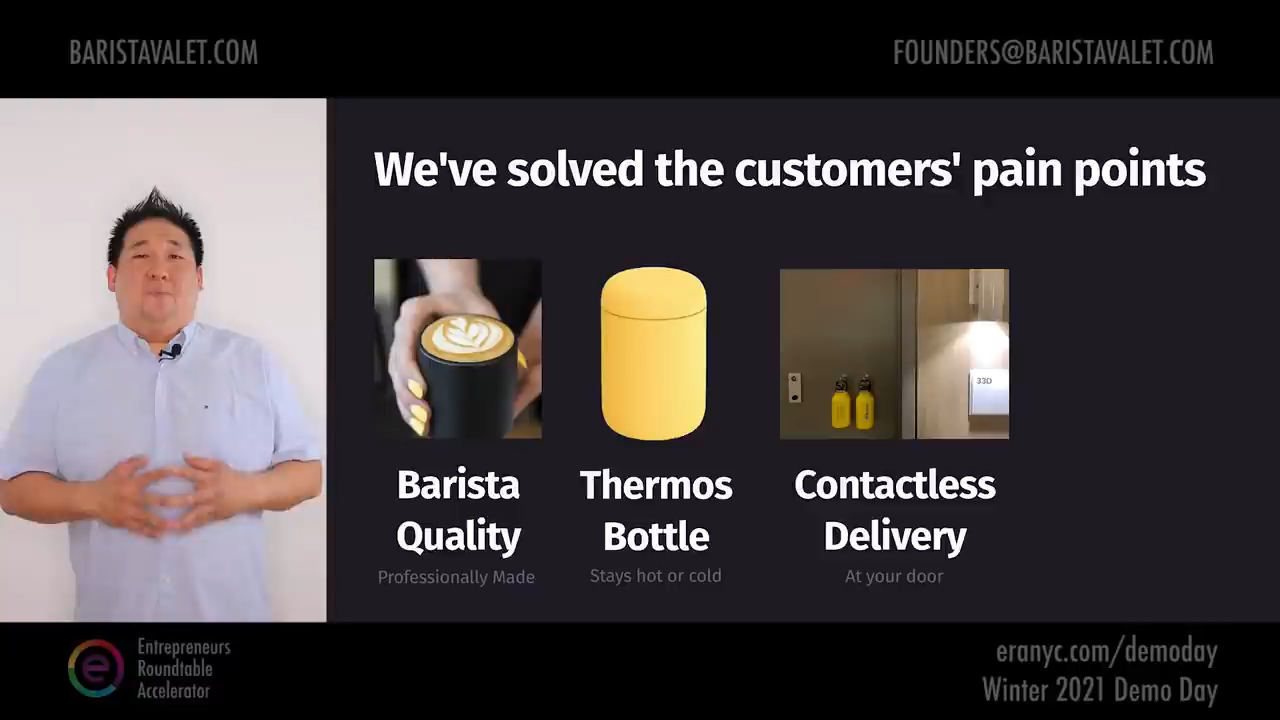 BARISTAVALET.COM
FOUNDERS@BARISTAVALET.COM
We've solved the customers' pain points
33D
Barista
Quality
Professionally Made
Thermos
Bottle
Stays hot or cold
Contactless
Delivery
At your door
e
Entrepreneurs
Roundtable
Accelerator
eranyc.com/demoday
Winter 2021 Demo Day